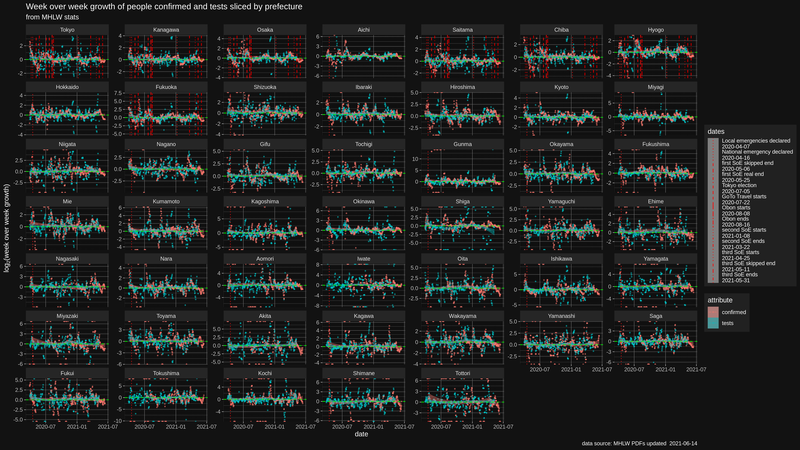 Week over week growth of people confirmed and tests sliced by prefecture
from MHLW stats
Tokyo Kanagawa Osaka Aichi Saitama Chiba Hyogo
Hokkaido Fukuoka Shizuoka Ibaraki Hiroshima Kyoto Miyagi
Niigata Nagano Gifu Tochigi Gunma Okayama Fukushima
Mie Kumamoto Kagoshima Okinawa Shiga Yamaguchi Ehime
Nagasaki Nara Aomori Iwate Oita Ishikawa Yamagata
Miyazaki Toyama Akita Kagawa Wakayama Yamanashi Saga
Fukui Tokushima Kochi Shimane Tottori
log₂(week over week growth)
2020-07 2021-01 2021-07
date
dates
Local emergencies declared
2020-04-07
National emergency declared
2020-04-16
first SoE skipped end
2020-05-06
first SoE real end
2020-05-25
Tokyo election
2020-07-05
GoTo Travel starts
2020-07-22
Obon starts
2020-08-08
Obon ends
2020-08-16
second SoE starts
2021-01-08
second SoE ends
2021-03-22
third SoE starts
2021-04-25
third SoE skipped end
2021-05-11
third SoE ends
2021-05-31
attribute
confirmed
tests
data source: MHLW PDFs updated 2021-06-14